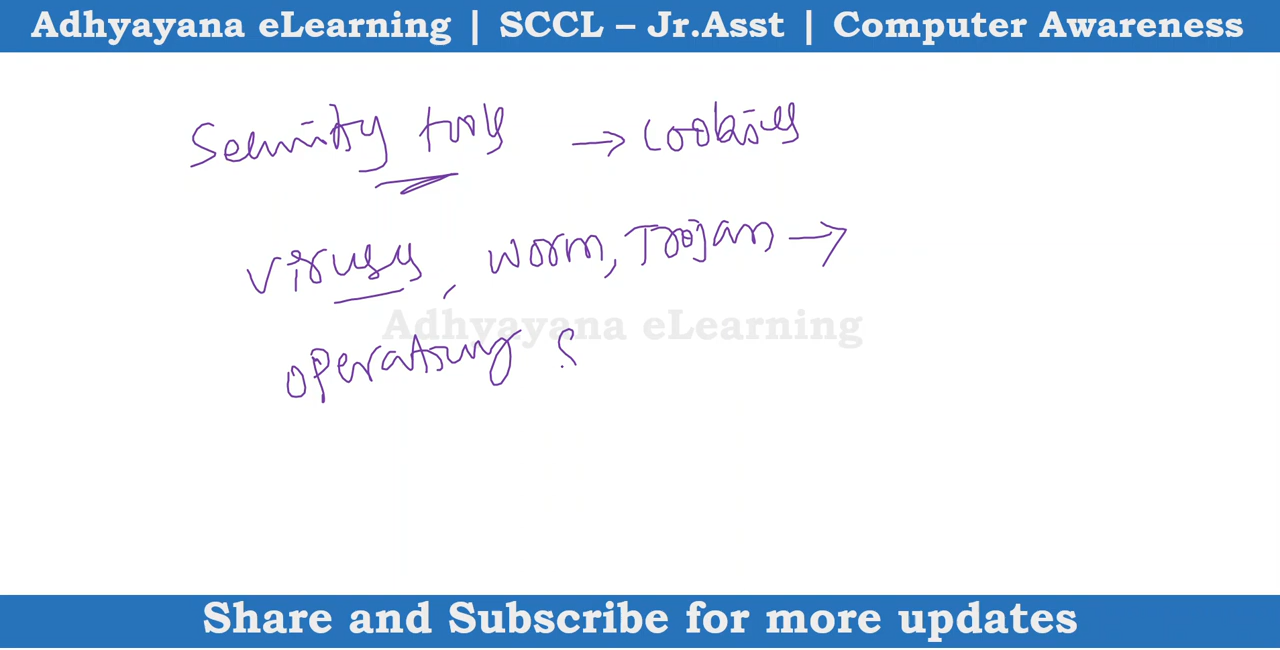 Adhyayana eLearning | SCCL – Jr.Asst | Computer Awareness
Security tools → Cookies
Viruses, Worm, Trojan →
Adhyayana eLearning
operating S
Share and Subscribe for more updates